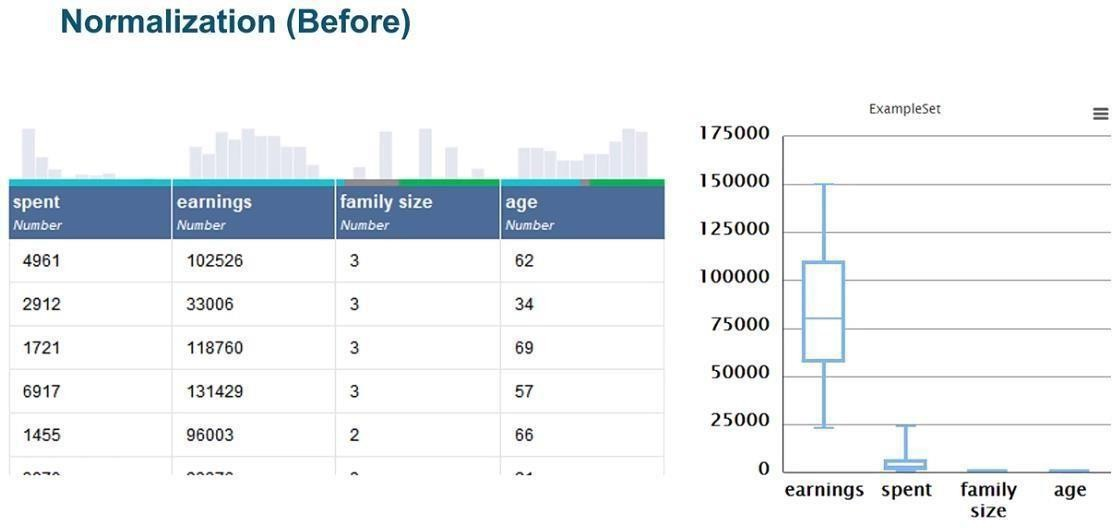 Normalization (Before)
spent earnings family size age
Number Number Number Number
4961 102526 3 62
2912 33006 3 34
1721 118760 3 69
6917 131429 3 57
1455 96003 2 66
ExampleSet
175000
150000
125000
100000
75000
50000
25000
0
earnings spent family size age